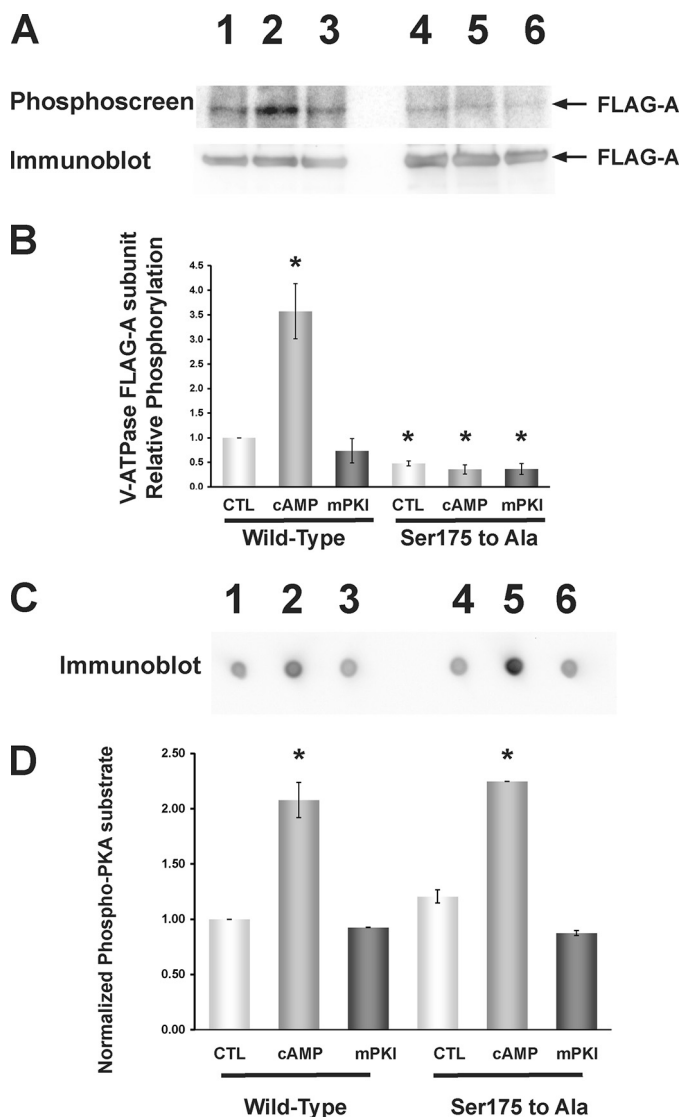 A 1 2 3 4 5 6
Phosphoscreen FLAG-A
Immunoblot FLAG-A
B
V-ATPase FLAG-A subunit
Relative Phosphorylation
4.5
4.0
3.5
3.0
2.5
2.0
1.5
1.0
0.5
0.0
* * * *
CTL cAMP mPKI CTL cAMP mPKI
Wild-Type Ser175 to Ala
C 1 2 3 4 5 6
Immunoblot
D
Normalized Phospho-PKA substrate
2.50
2.00
1.50
1.00
0.50
0.00
* *
CTL cAMP mPKI CTL cAMP mPKI
Wild-Type Ser175 to Ala